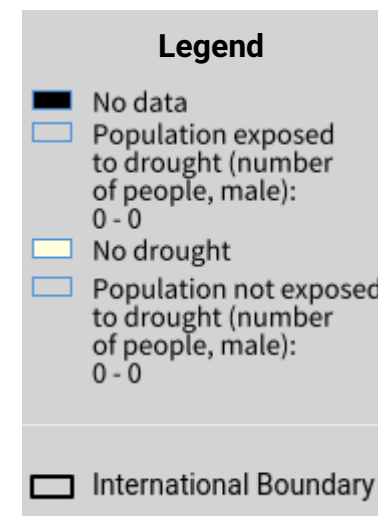 Legend
No data
Population exposed
to drought (number
of people, male):
0 - 0
No drought
Population not exposed
to drought (number
of people, male):
0 - 0
International Boundary